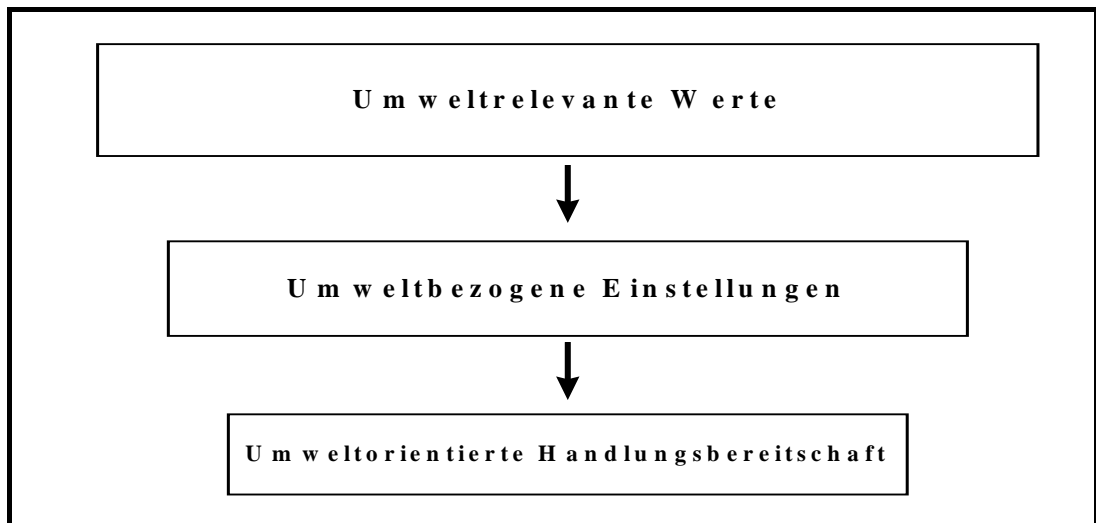 Umweltrelevante Werte
Umweltbezogene Einstellungen
Umweltorientierte Handlungsbereitschaft